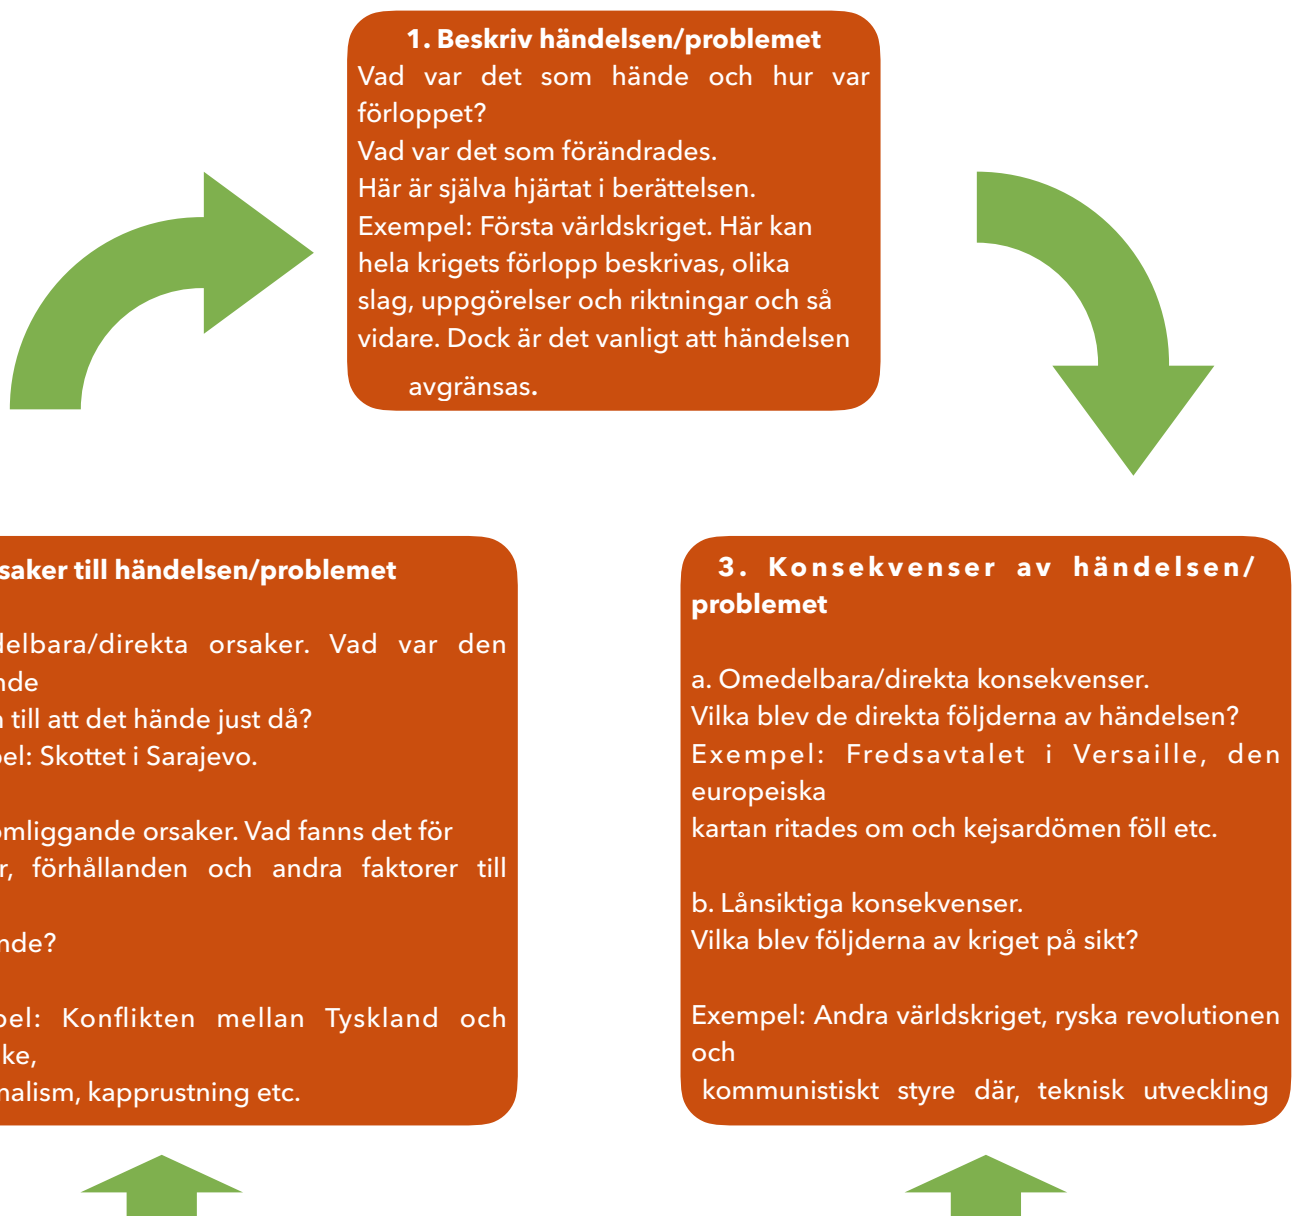 1. Beskriv händelsen/problemet
Vad var det som hände och hur var
förloppet?
Vad var det som förändrades.
Här är själva hjärtat i berättelsen.
Exempel: Första världskriget. Här kan
hela krigets förlopp beskrivas, olika
slag, uppgörelser och riktningar och så
vidare. Dock är det vanligt att händelsen
avgränsas.
saker till händelsen/problemet
delbara/direkta orsaker. Vad var den
nde
till att det hände just då?
el: Skottet i Sarajevo.
omliggande orsaker. Vad fanns det för
r, förhållanden och andra faktorer till
nde?
pel: Konflikten mellan Tyskland och
ke,
nalism, kapprustning etc.
3. Konsekvenser av händelsen/
problemet
a. Omedelbara/direkta konsekvenser.
Vilka blev de direkta följderna av händelsen?
Exempel: Fredsavtalet i Versaille, den
europeiska
kartan ritades om och kejsardömen föll etc.
b. Lånsiktiga konsekvenser.
Vilka blev följderna av kriget på sikt?
Exempel: Andra världskriget, ryska revolutionen
och
kommunistiskt styre där, teknisk utveckling